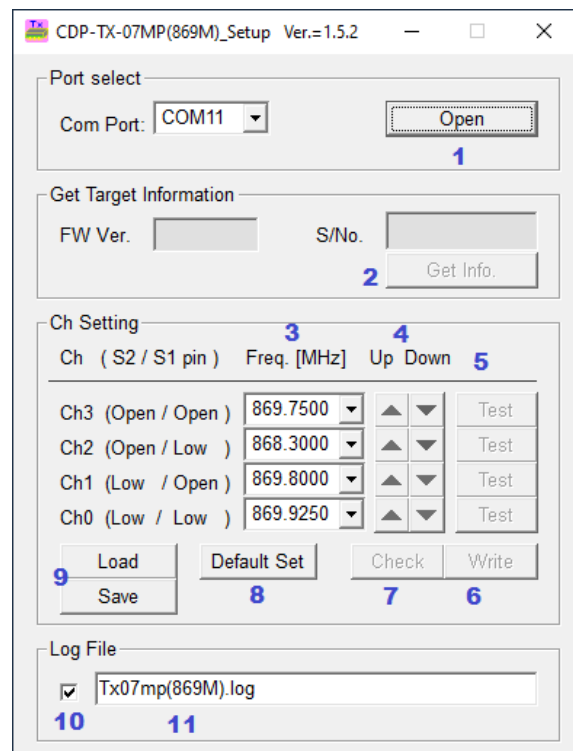 Tx CDP-TX-07MP(869M)_Setup Ver.=1.5.2
Port select
Com Port: COM11 Open
1
Get Target Information
FW Ver. S/No.
2 Get Info.
Ch Setting
3 4
Ch ( S2 / S1 pin ) Freq. [MHz] Up Down 5
Ch3 (Open / Open ) 869.7500 Test
Ch2 (Open / Low ) 868.3000 Test
Ch1 (Low / Open ) 869.8000 Test
Ch0 (Low / Low ) 869.9250 Test
Load Default Set Check Write
9 Save 8 7 6
Log File
Tx07mp(869M).log
10 11